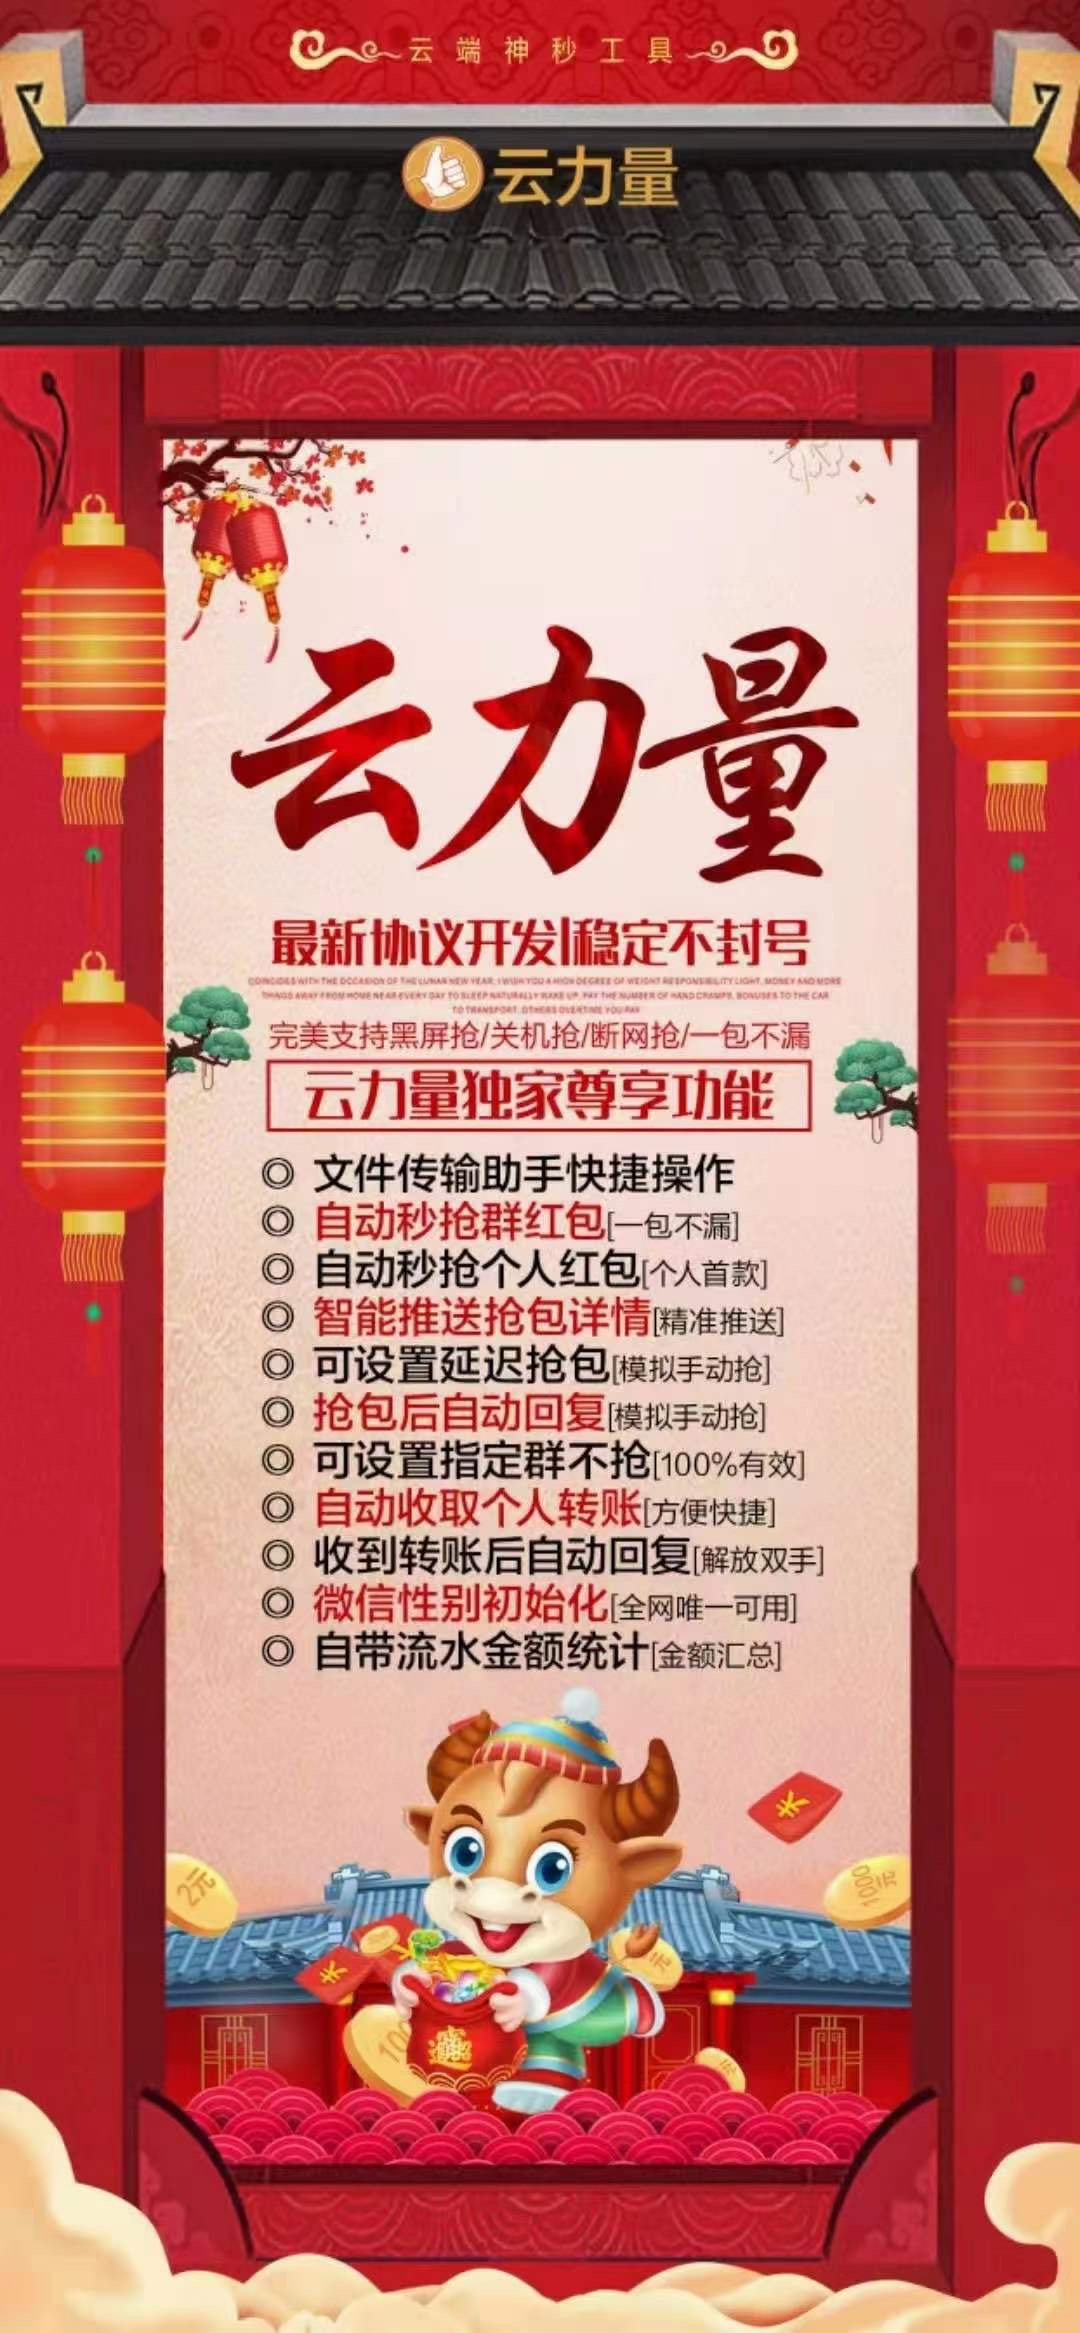 云端神秒工具
云力量
云力量
最新协议开发|稳定不封号
COINCIDES WITH THE OCCASION OF THE LUNAR NEW YEAR, I WISH YOU A HIGH DEGREE OF WEIGHT RESPONSIBILITY LIGHT, MONEY AND MORE
THINGS AWAY FROM HOME NEAR EVERY DAY TO SLEEP NATURALLY WAKE UP, PAY THE NUMBER OF HAND CRAMPS, BONUSES TO THE CAR
TO TRANSPORT, OTHERS OVERTIME YOU PAY
完美支持黑屏抢/关机抢/断网抢/一包不漏
云力量独家尊享功能
◎ 文件传输助手快捷操作
◎ 自动秒抢群红包[一包不漏]
◎ 自动秒抢个人红包[个人首款]
◎ 智能推送抢包详情[精准推送]
◎ 可设置延迟抢包[模拟手动抢]
◎ 抢包后自动回复[模拟手动抢]
◎ 可设置指定群不抢[100%有效]
◎ 自动收取个人转账[方便快捷]
◎ 收到转账后自动回复[解放双手]
◎ 微信性别初始化[全网唯一可用]
◎ 自带流水金额统计[金额汇总]
2元
1000元
元
100